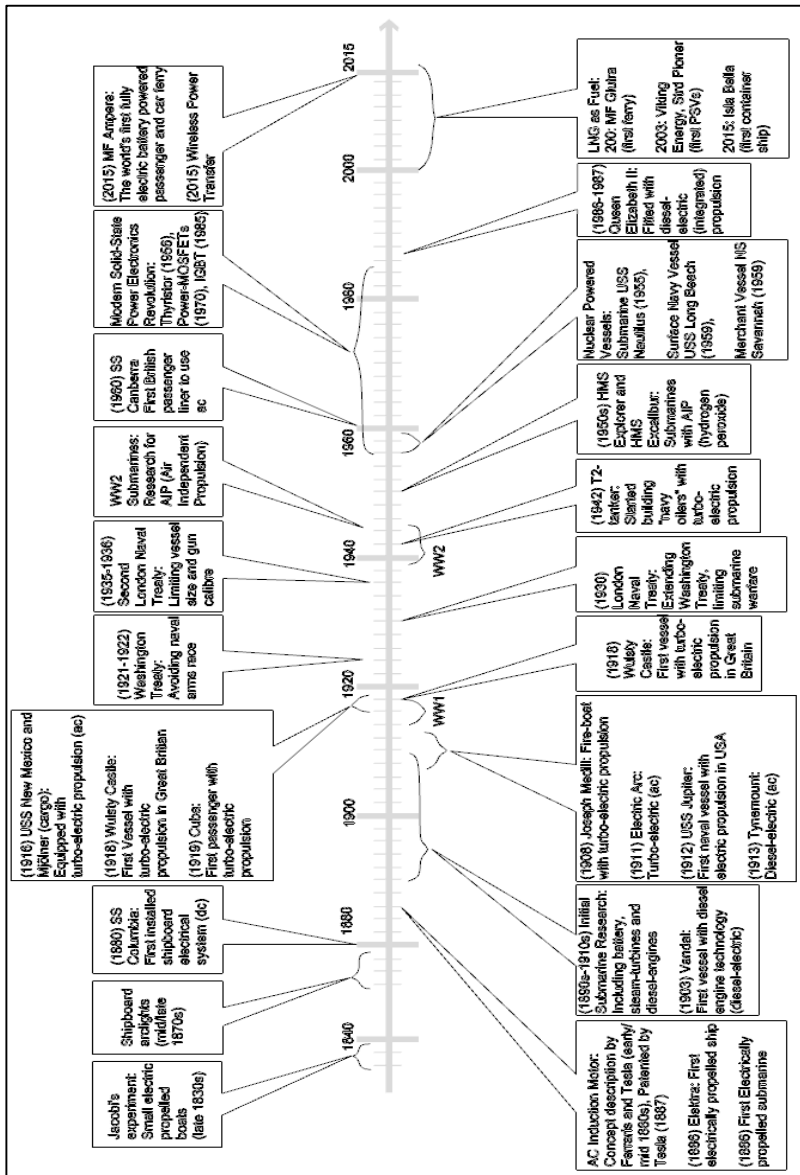 Jacobi's
experiment:
Small electric
propelled
boats
(late 1830s)
Shipboard
arclights
(mid/late
1870s)
(1880) SS
Columbia:
First installed
shipboard
electrical
system (dc)
(1916) USS New Mexico and
Mjölner (cargo):
Equipped with
turbo-electric propulsion (ac)
(1918) Wulsty Castle:
First Vessel with
turbo-electric
propulsion in Great Britian
(1919) Cuba:
First passenger with
turbo-electric
propulsion
(1921-1922)
Washington
Treaty:
Avoiding naval
arms race
(1935-1936)
Second
London Naval
Treaty:
Limiting vessel
size and gun
calibre
WW2
Submarines:
Research for
AIP (Air
Independent
Propulsion)
(1960) SS
Canberra
First British
passenger
liner to use
ac
Modern Solid-State
Power Electronics
Revolution:
Thyristor (1956),
Power-MOSFETs
(1970), IGBT (1985)
(2015) MF Ampere:
The world's first fully
electric battery powered
passenger and car ferry
(2015) Wireless Power
Transfer
1840
1880
1900
1920
1940
1960
1980
2000
2015
WW1
WW2
AC Induction Motor:
Concept description by
Ferraris and Tesla (early/
mid 1880s), Patented by
Tesla (1887)
(1886) Elektra: First
electrically propelled ship
(1886) First Electrically
propelled submarine
(1890s-1910s) Initial
Submarine Research:
Including battery,
steam-turbines and
diesel-engines
(1903) Vandal:
First vessel with diesel
engine technology
(diesel-electric)
(1908) Joseph Medill: Fire-boat
with turbo-electric propulsion
(1911) Electric Arc:
Turbo-electric (ac)
(1912) USS Jupiter:
First naval vessel with
electric propulsion in USA
(1913) Tynemount:
Diesel-electric (ac)
(1918)
Wulsty Castle:
First vessel
with turbo-
electric
propulsion
in Great
Britain
(1930)
London
Naval
Treaty:
Extending
Washington
Treaty,
limiting
submarine
warfare
(1942) T2-
tanker:
Started
building
"navy
oilers" with
turbo-
electric
propulsion
(1950s) HMS
Explorer and
HMS
Excalibur:
Submarines
with AIP
(hydrogen
peroxide)
Nuclear Powered
Vessels:
Submarine USS
Nautilus (1955),
Surface Navy Vessel
USS Long Beach
(1959),
Merchant Vessel NS
Savannah (1959)
(1986-1987)
Queen
Elizabeth II:
Fitted with
diesel-
electric
(integrated)
propulsion
LNG as Fuel:
200: MF Glutra
(first ferry)
2003: Viking
Energy, Stril Pioner
(first PSVs)
2015: Isla Bella
(first container
ship)